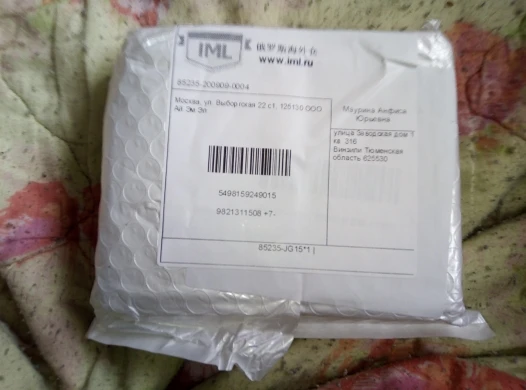 IML
俄罗斯海外仓
www.iml.ru
85235-200909-0004
Москва, ул. Выборгская 22 с1, 125130 ООО
Ай Эм Эл
Маурина Анфиса
Юрьевна
улица Заводская дом 1
кв. 216
Винзили Тюменская
область 625530
5498159249015
9821311508 +7-
85235-JG15*1 |